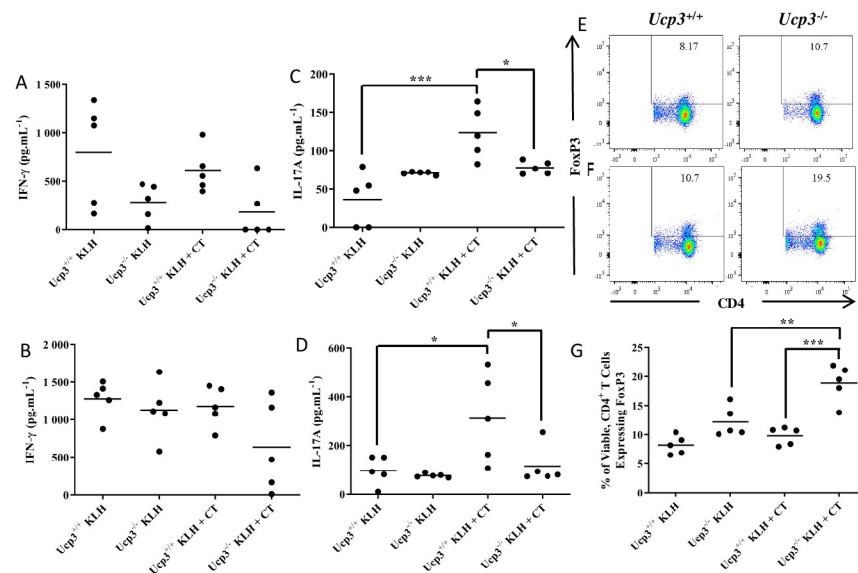 A
IFN-γ (pg.mL⁻¹)
1 500
1 000
500
0
Ucp3⁺/⁺ KLH
Ucp3⁻/⁻ KLH
Ucp3⁺/⁺ KLH + CT
Ucp3⁻/⁻ KLH + CT
B
IFN-γ (pg.mL⁻¹)
2 000
1 500
1 000
500
0
Ucp3⁺/⁺ KLH
Ucp3⁻/⁻ KLH
Ucp3⁺/⁺ KLH + CT
Ucp3⁻/⁻ KLH + CT
C
IL-17A (pg.mL⁻¹)
200
150
100
50
0
***
*
Ucp3⁺/⁺ KLH
Ucp3⁻/⁻ KLH
Ucp3⁺/⁺ KLH + CT
Ucp3⁻/⁻ KLH + CT
D
IL-17A (pg.mL⁻¹)
600
400
200
0
*
*
Ucp3⁺/⁺ KLH
Ucp3⁻/⁻ KLH
Ucp3⁺/⁺ KLH + CT
Ucp3⁻/⁻ KLH + CT
E
Ucp3⁺/⁺
Ucp3⁻/⁻
8.17
10.7
FoxP3
F
10.7
19.5
CD4
G
% of Viable, CD4⁺ T Cells
Expressing FoxP3
25
20
15
10
5
0
**
***
Ucp3⁺/⁺ KLH
Ucp3⁻/⁻ KLH
Ucp3⁺/⁺ KLH + CT
Ucp3⁻/⁻ KLH + CT